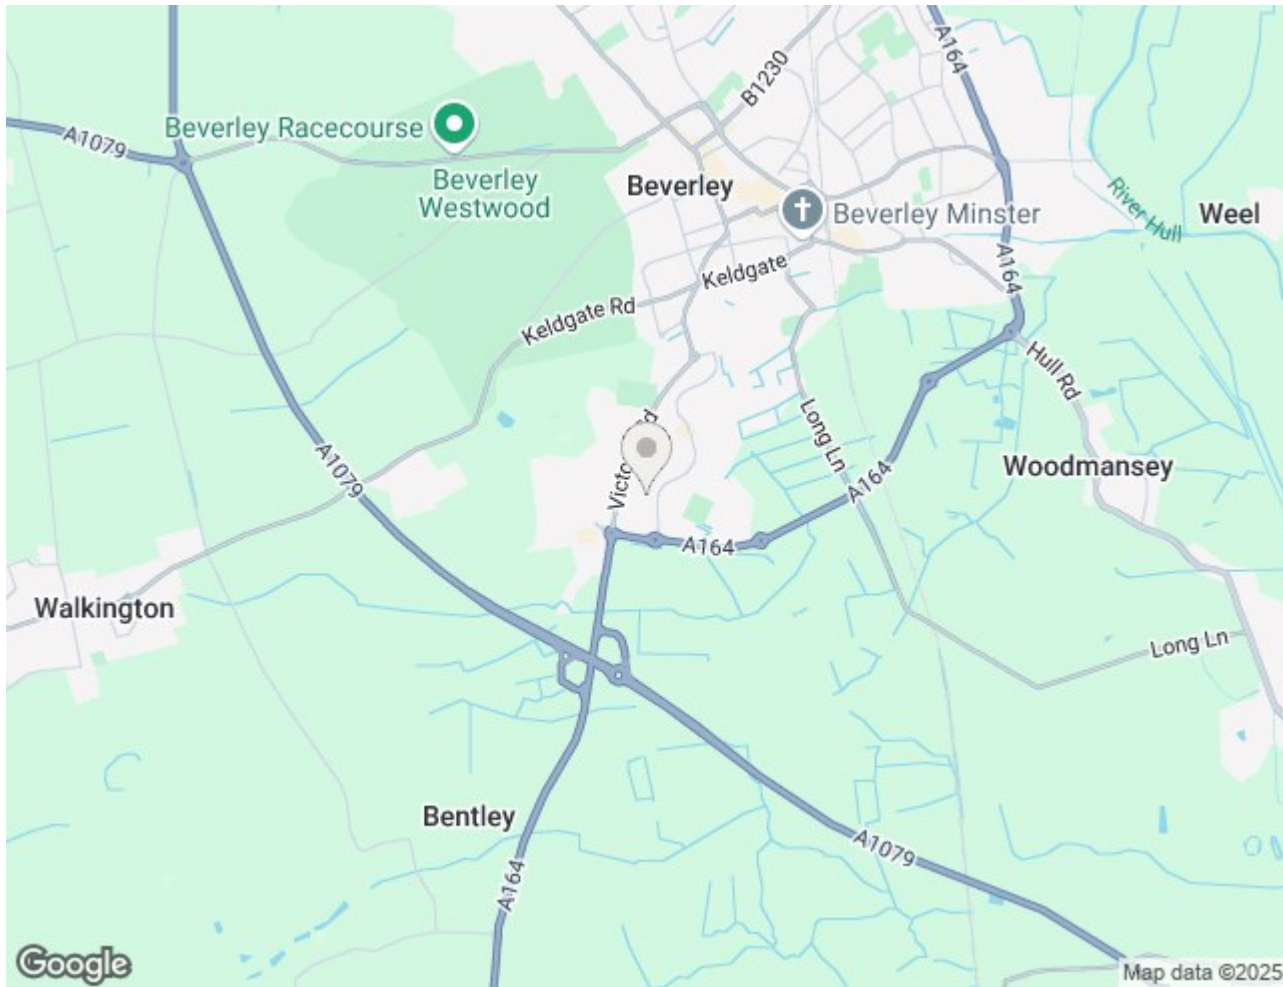 A164
B1230
A1079
Beverley Racecourse
Beverley
Westwood
Beverley
Beverley Minster
River Hull
Weel
Keldgate
A164
Keldgate Rd
Hull Rd
Long Ln
A1079
A164
Woodmansey
A164
Walkington
Long Ln
Bentley
A1079
A164
Google
Map data ©2025